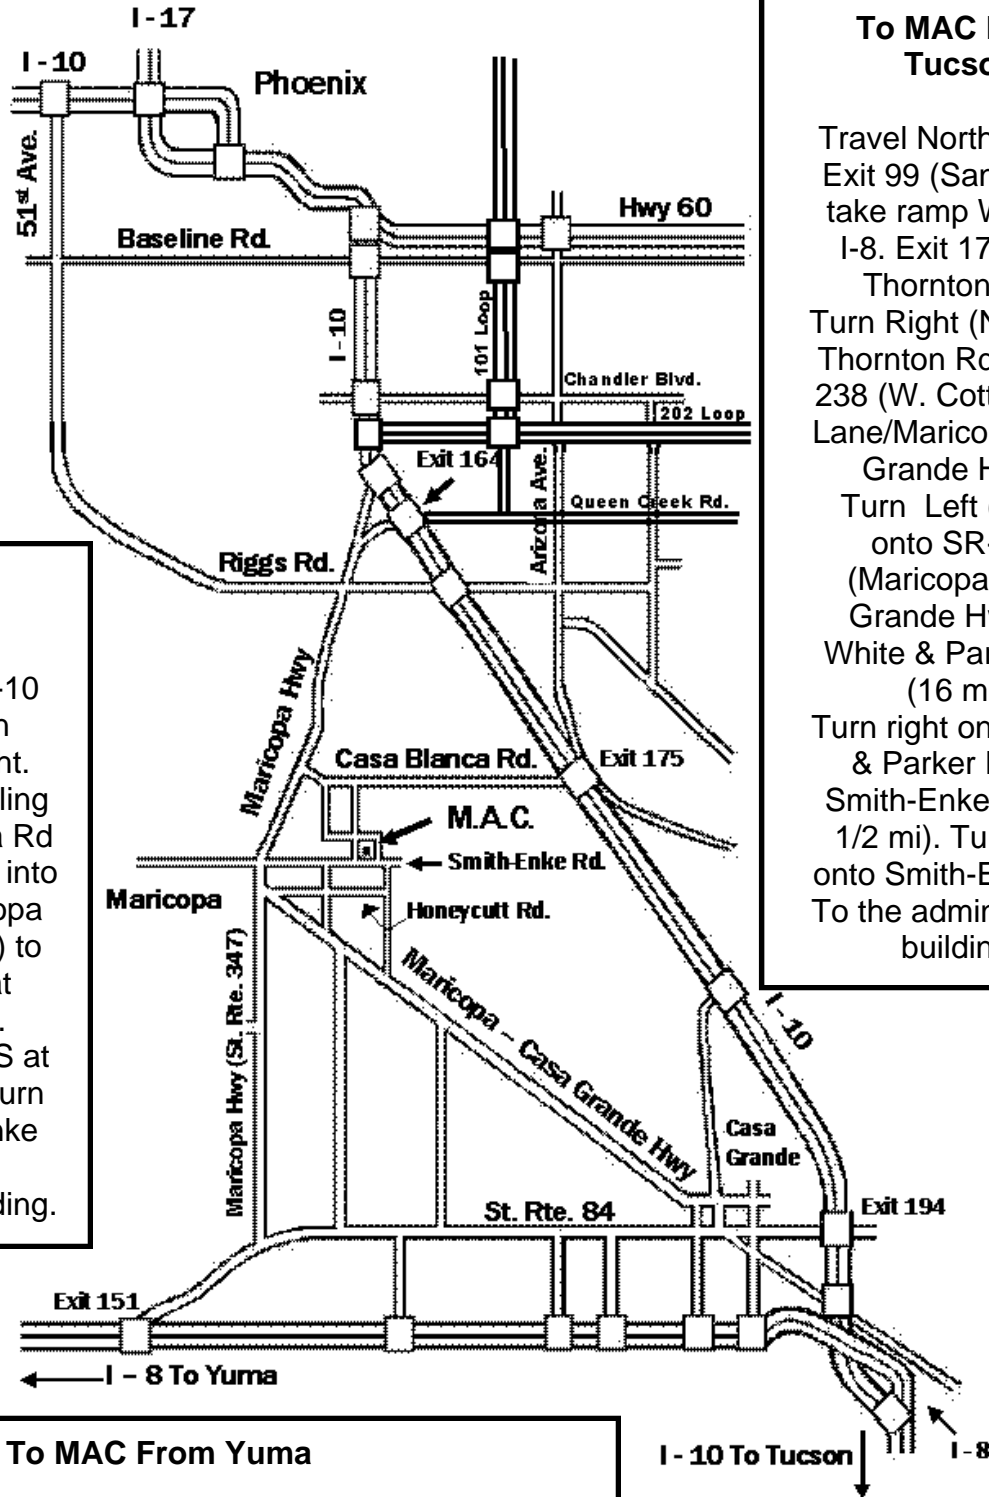 I - 17
I - 10
Phoenix
51st Ave.
Hwy 60
Baseline Rd.
I - 10
101 Loop
Chandler Blvd.
202 Loop
Exit 164
Arizona Ave.
Queen Creek Rd.
Riggs Rd.
Maricopa Hwy
Casa Blanca Rd.
Exit 175
M.A.C.
Smith-Enke Rd.
Maricopa
Honeycutt Rd.
Maricopa Hwy (St. Rte. 347)
Maricopa - Casa Grande Hwy
I - 10
Casa
Grande
St. Rte. 84
Exit 194
Exit 151
I - 8 To Yuma
I - 10 To Tucson
I - 8
To MAC
Tucso
Travel North
Exit 99 (San
take ramp W
I-8. Exit 17
Thornton
Turn Right (N
Thornton Ro
238 (W. Cott
Lane/Marico
Grande H
Turn Left
onto SR-
(Maricopa
Grande H
White & Par
(16 m
Turn right on
& Parker
Smith-Enke
1/2 mi). Tu
onto Smith-E
To the admin
buildin
-10
n
nt.
ling
a Rd
into
opa
) to
at
.
S at
urn
nke
ding.
To MAC From Yuma